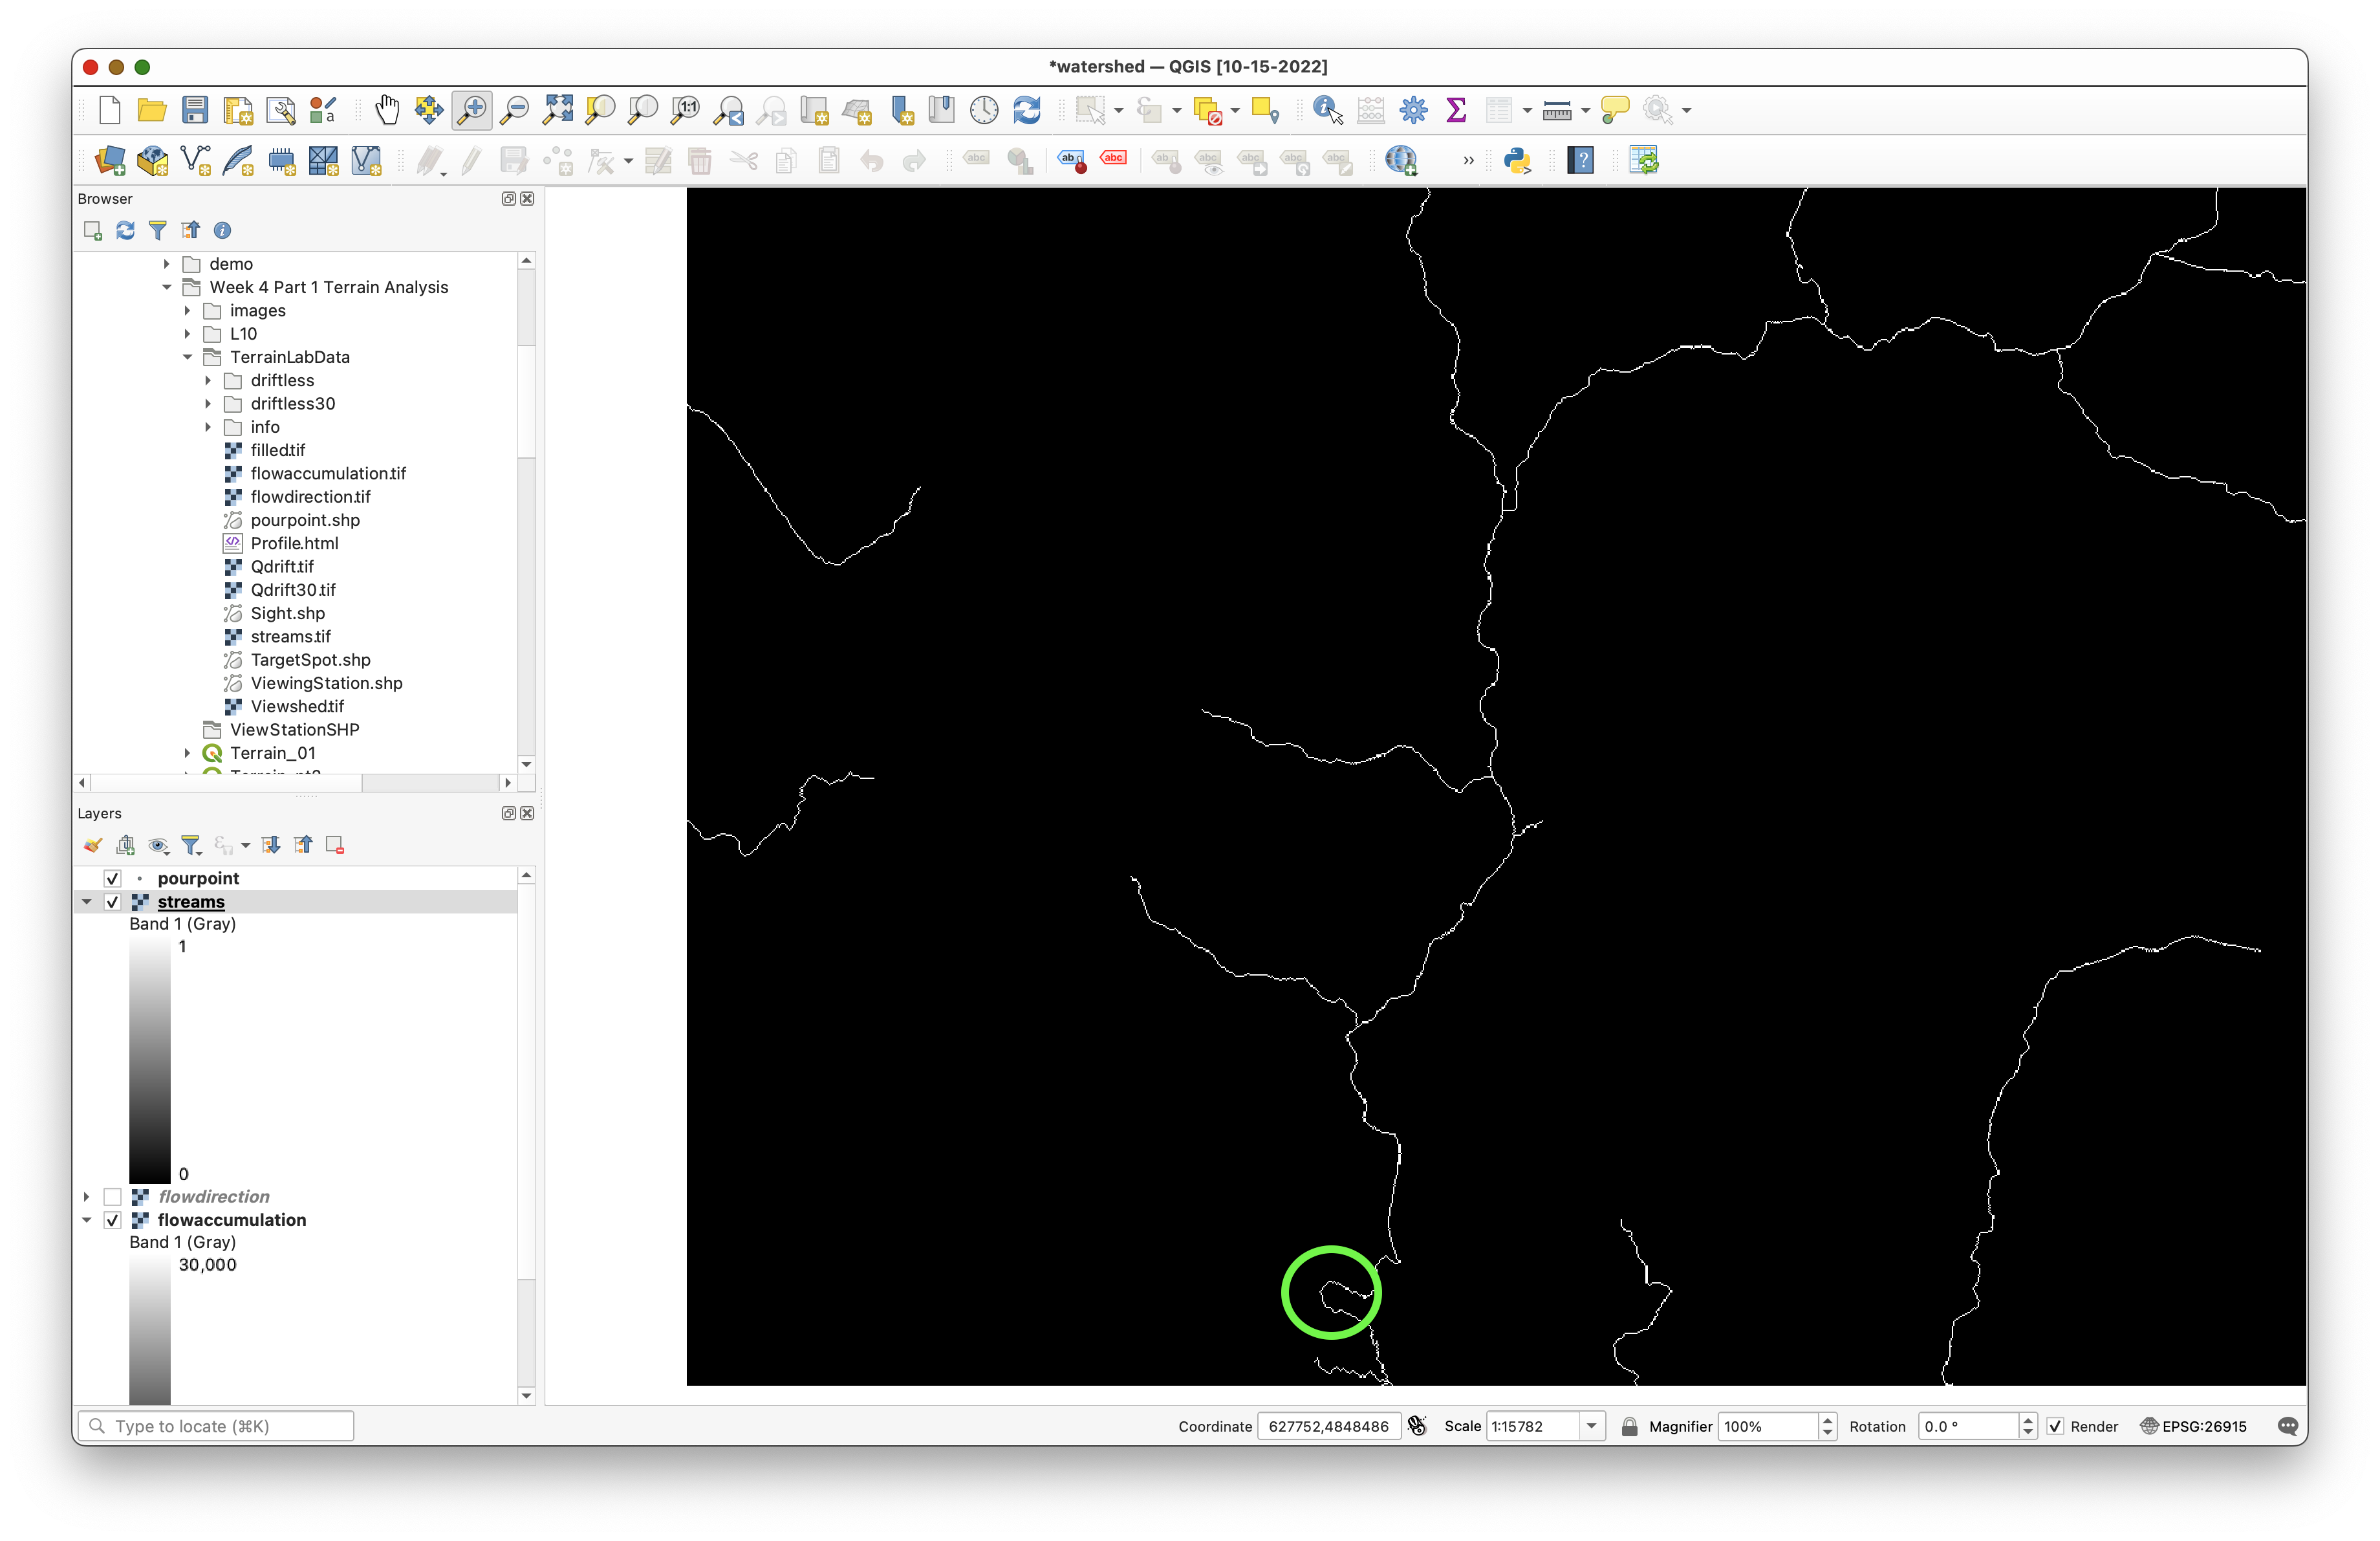 *watershed — QGIS [10-15-2022]
Browser
demo
Week 4 Part 1 Terrain Analysis
images
L10
TerrainLabData
driftless
driftless30
info
filled.tif
flowaccumulation.tif
flowdirection.tif
pourpoint.shp
Profile.html
Qdrift.tif
Qdrift30.tif
Sight.shp
streams.tif
TargetSpot.shp
ViewingStation.shp
Viewshed.tif
ViewStationSHP
Terrain_01
Layers
pourpoint
streams
Band 1 (Gray)
1
0
flowdirection
flowaccumulation
Band 1 (Gray)
30,000
Type to locate (⌘K)
Coordinate 627752,4848486 Scale 1:15782 Magnifier 100% Rotation 0.0 ° Render EPSG:26915